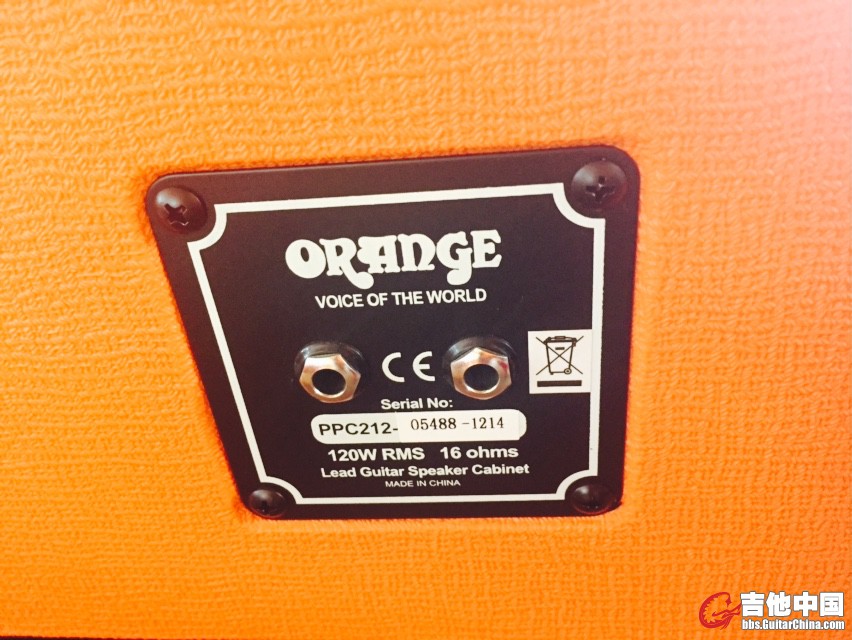 ORANGE
VOICE OF THE WORLD
CE
Serial No:
PPC212- 05488 -1214
120W RMS 16 ohms
Lead Guitar Speaker Cabinet
MADE IN CHINA
吉他中国
bbs.GuitarChina.com